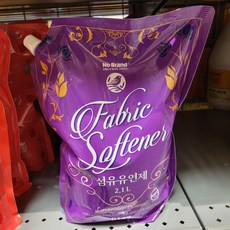 No Brand
Fabric
Softener
섬유유연제
2.1L